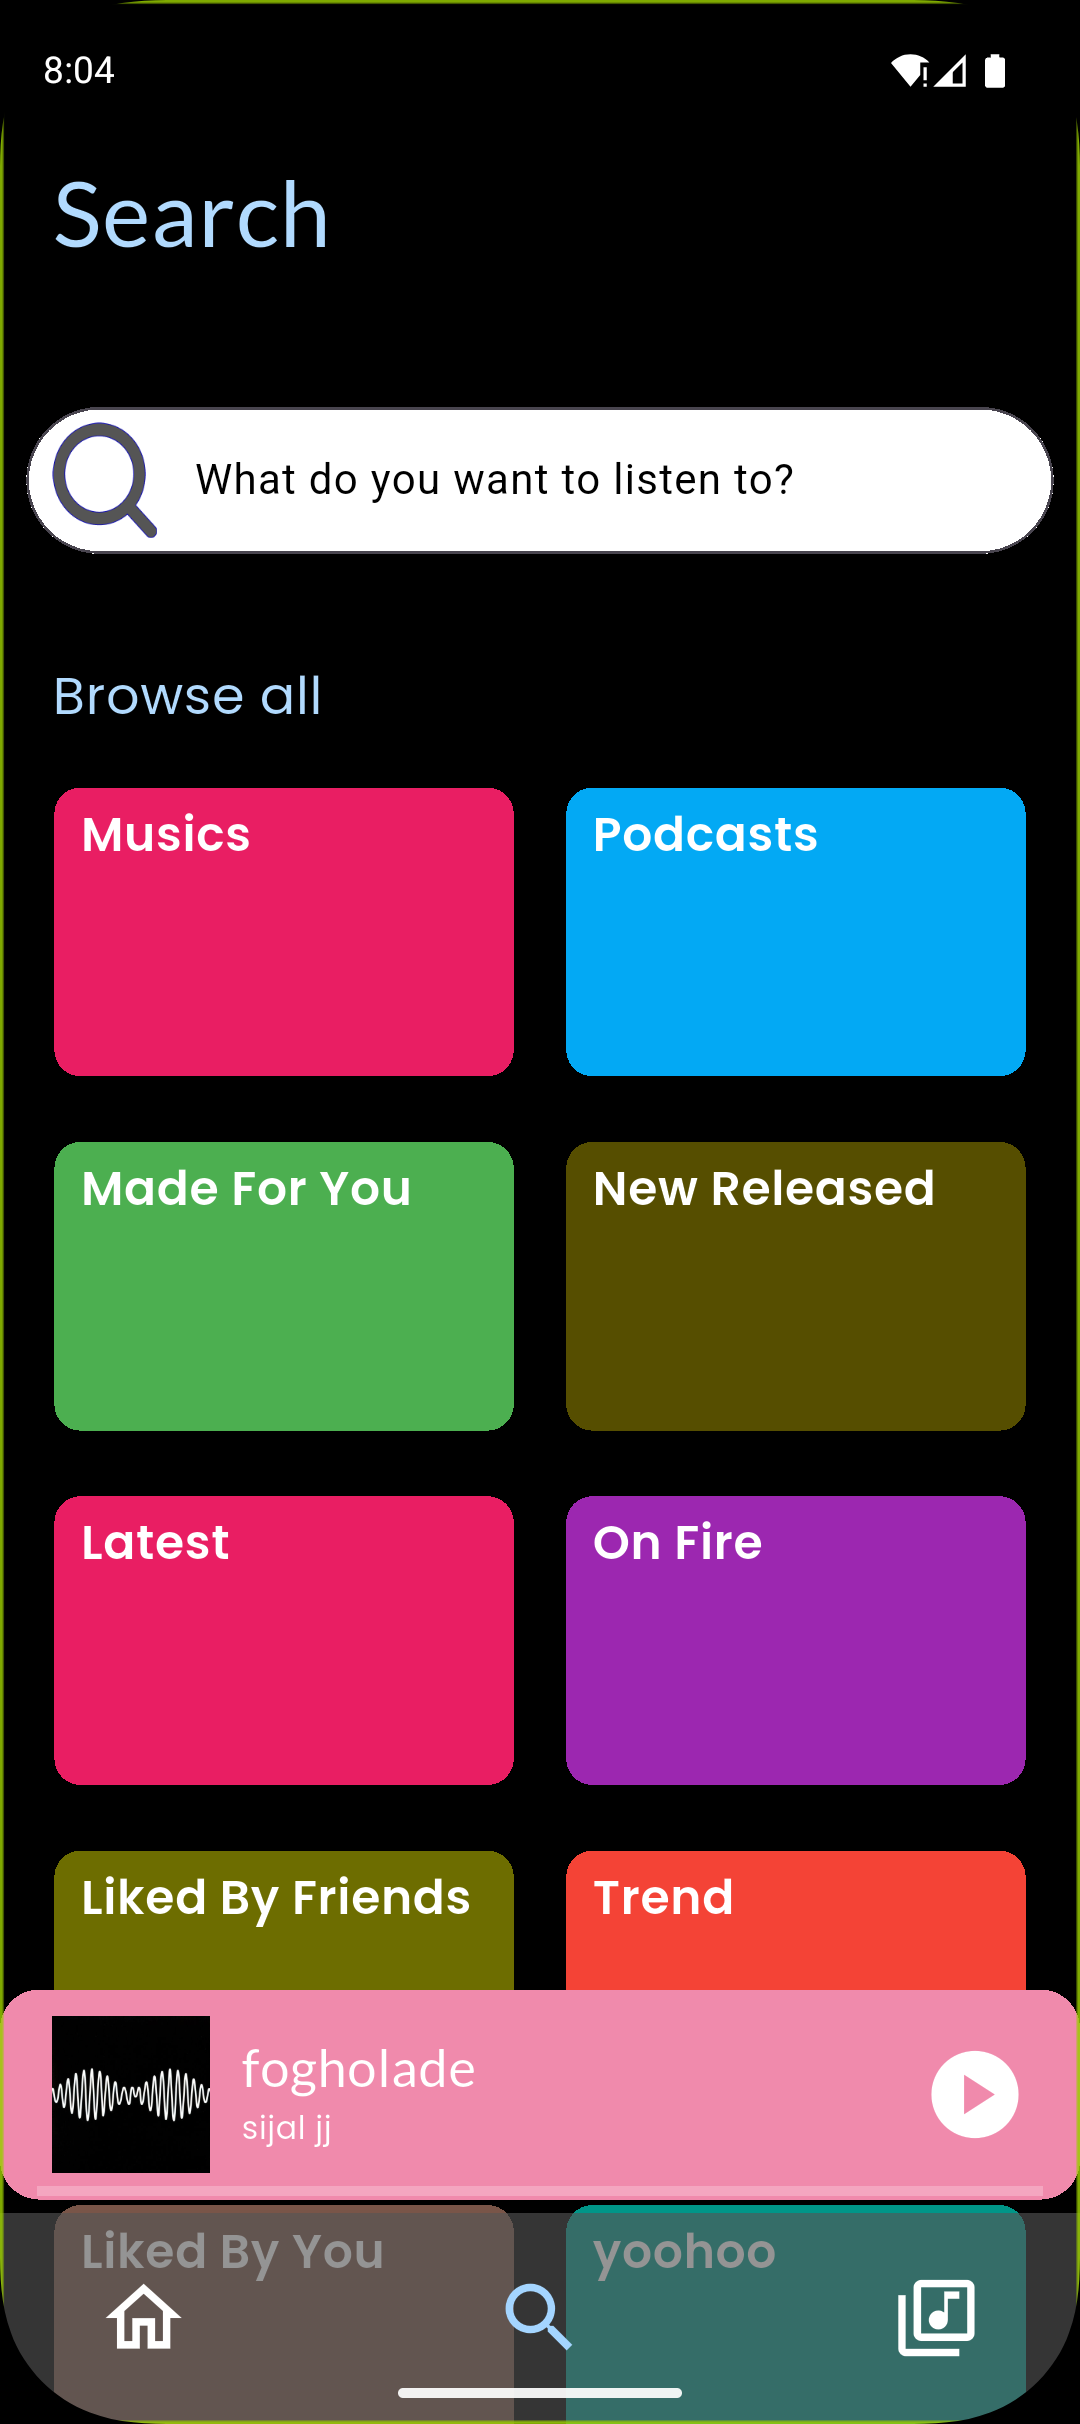 8:04
Search
What do you want to listen to?
Browse all
Musics
Podcasts
Made For You
New Released
Latest
On Fire
Liked By Friends
Trend
fogholade
sijal jj
Liked By You
yoohoo